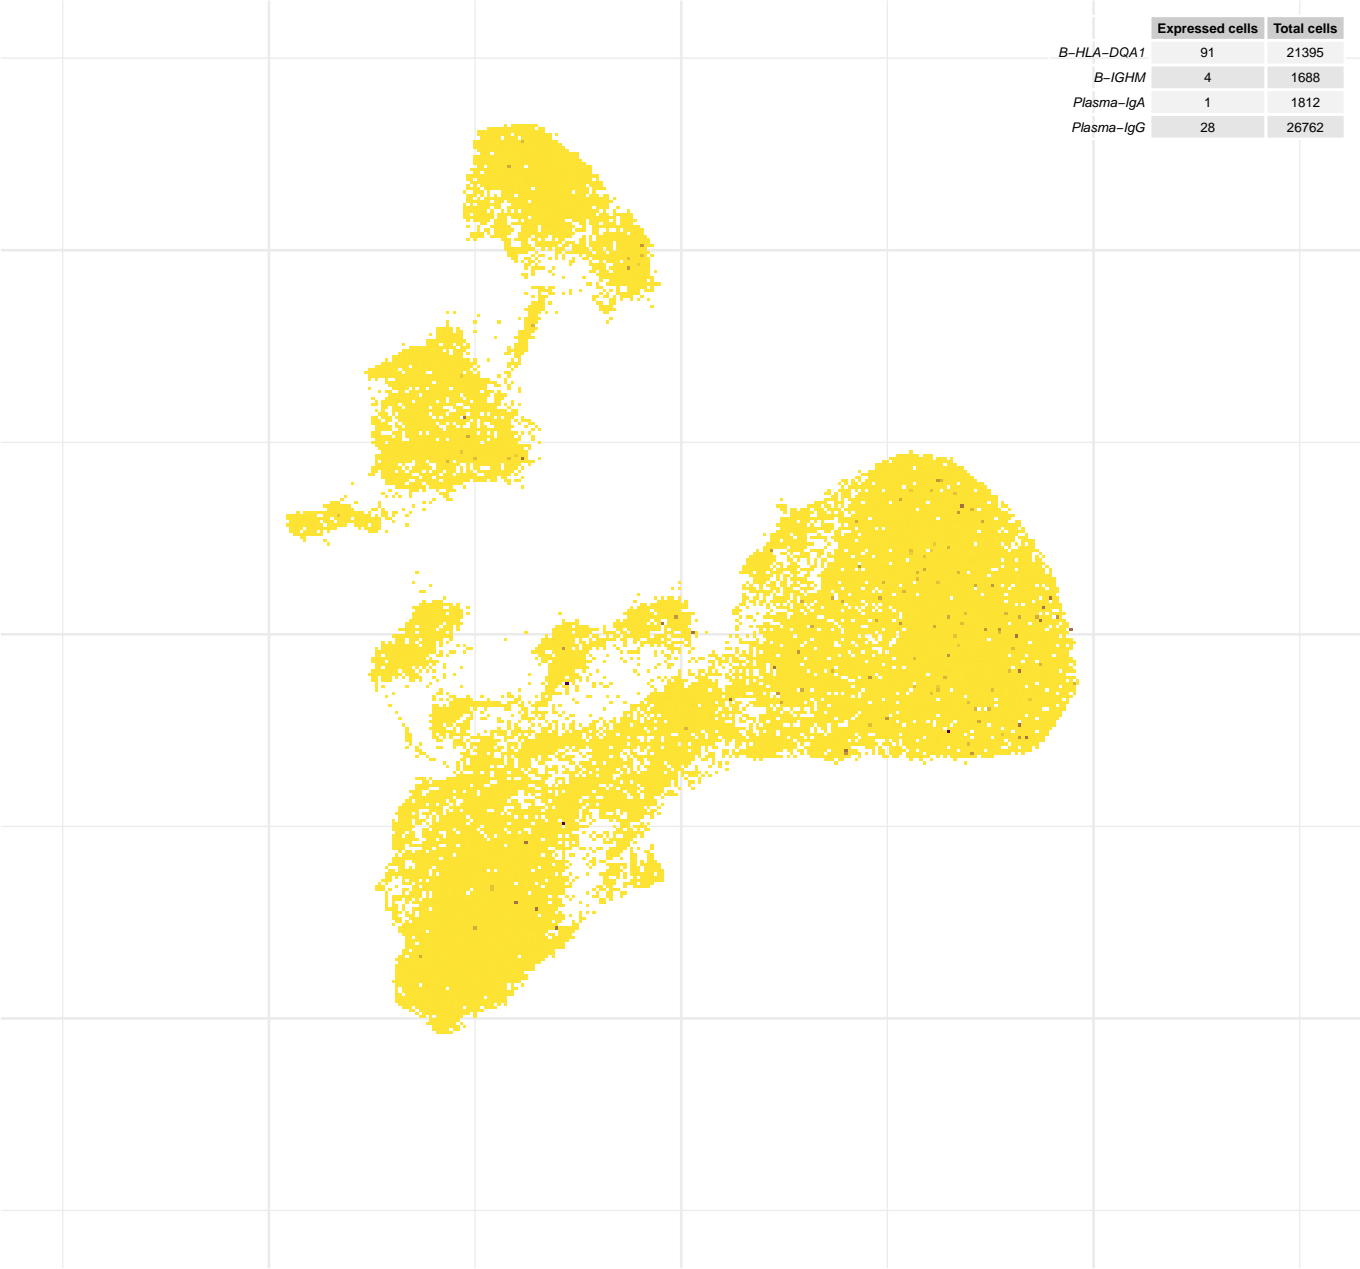 Expressed cells Total cells
B−HLA−DQA1 91 21395
B−IGHM 4 1688
Plasma−IgA 1 1812
Plasma−IgG 28 26762